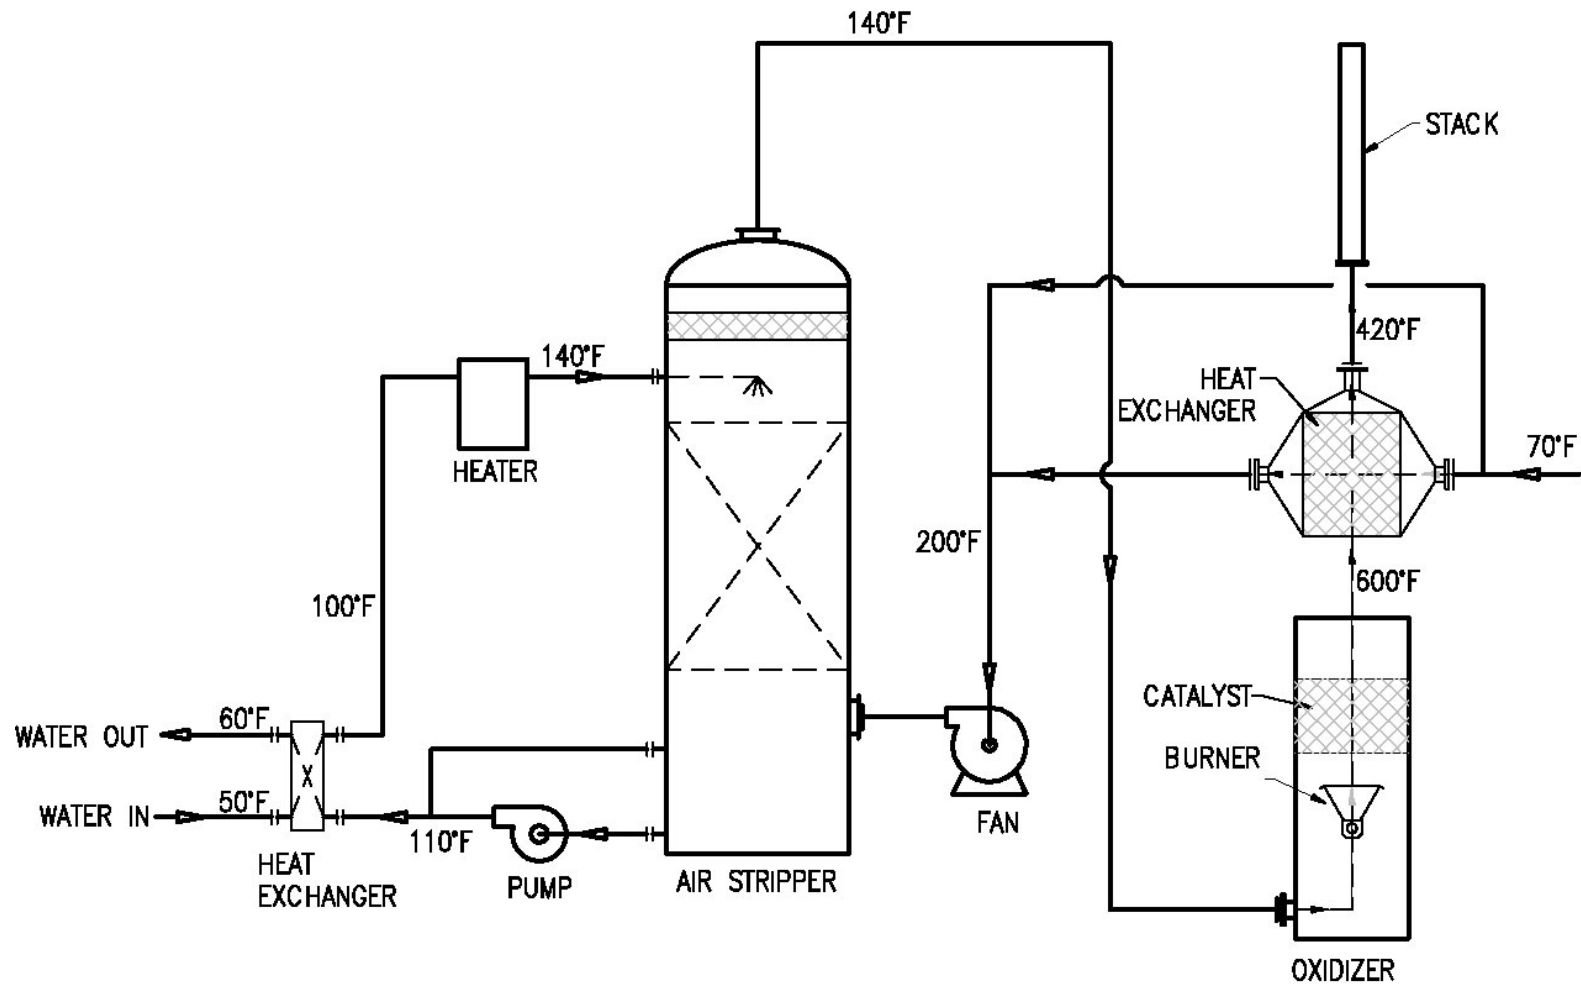 140°F
STACK
420°F
140°F
HEAT
EXCHANGER
70°F
HEATER
200°F
600°F
100°F
CATALYST
60°F
WATER OUT
BURNER
50°F
WATER IN
FAN
110°F
HEAT
EXCHANGER
PUMP
AIR STRIPPER
OXIDIZER